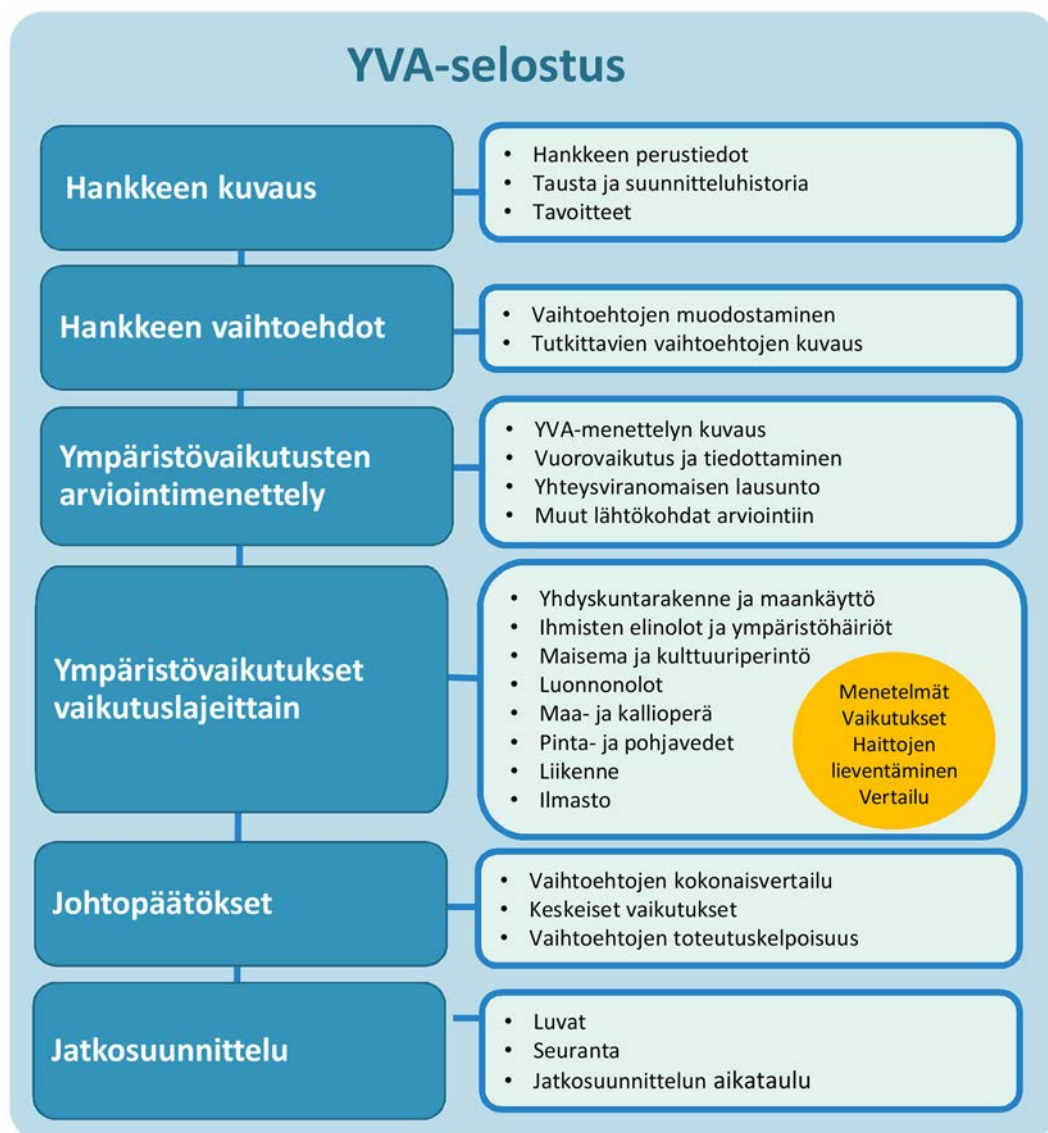 YVA-selostus
Hankkeen kuvaus
• Hankkeen perustiedot
• Tausta ja suunnitteluhistoria
• Tavoitteet
Hankkeen vaihtoehdot
• Vaihtoehtojen muodostaminen
• Tutkittavien vaihtoehtojen kuvaus
Ympäristövaikutusten
arviointimenettely
• YVA-menettelyn kuvaus
• Vuorovaikutus ja tiedottaminen
• Yhteysviranomaisen lausunto
• Muut lähtökohdat arviointiin
Ympäristövaikutukset
vaikutuslajeittain
• Yhdyskuntarakenne ja maankäyttö
• Ihmisten elinolot ja ympäristöhäiriöt
• Maisema ja kulttuuriperintö
• Luonnonolot
• Maa- ja kallioperä
• Pinta- ja pohjavedet
• Liikenne
• Ilmasto
Menetelmät
Vaikutukset
Haittojen
lieventäminen
Vertailu
Johtopäätökset
• Vaihtoehtojen kokonaisvertailu
• Keskeiset vaikutukset
• Vaihtoehtojen toteutuskelpoisuus
Jatkosuunnittelu
• Luvat
• Seuranta
• Jatkosuunnittelun aikataulu